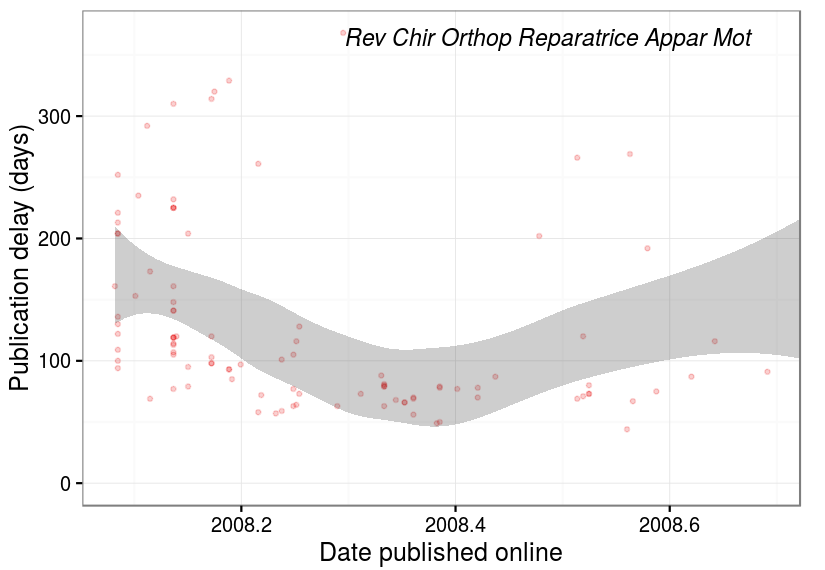 Rev Chir Orthop Reparatrice Appar Mot
Publication delay (days)
300
200
100
0
2008.2 2008.4 2008.6
Date published online